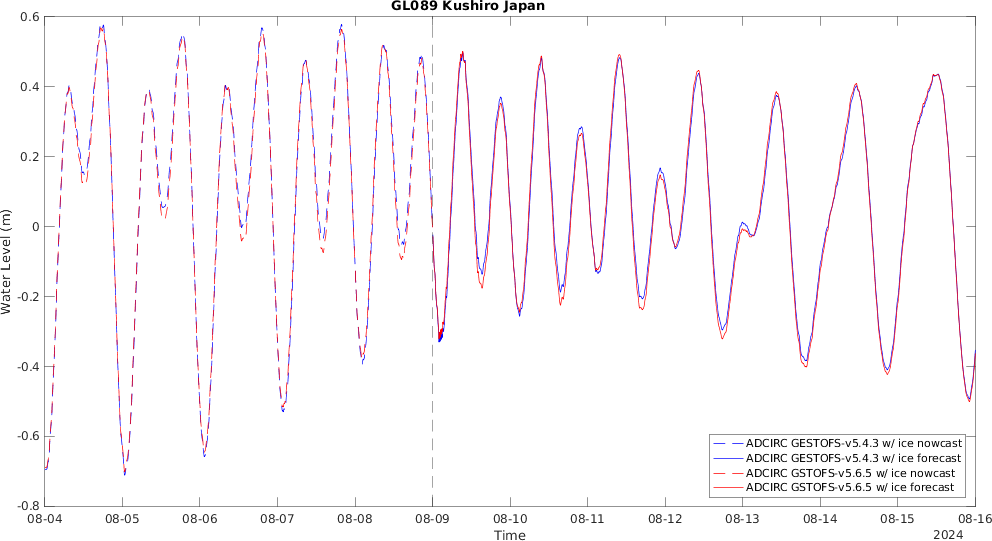 GL089 Kushiro Japan
0.6
0.4
0.2
0
-0.2
-0.4
-0.6
-0.8
Water Level (m)
ADCIRC GESTOFS-v5.4.3 w/ ice nowcast
ADCIRC GESTOFS-v5.4.3 w/ ice forecast
ADCIRC GSTOFS-v5.6.5 w/ ice nowcast
ADCIRC GSTOFS-v5.6.5 w/ ice forecast
08-04 08-05 08-06 08-07 08-08 08-09 08-10 08-11 08-12 08-13 08-14 08-15 08-16
Time
2024